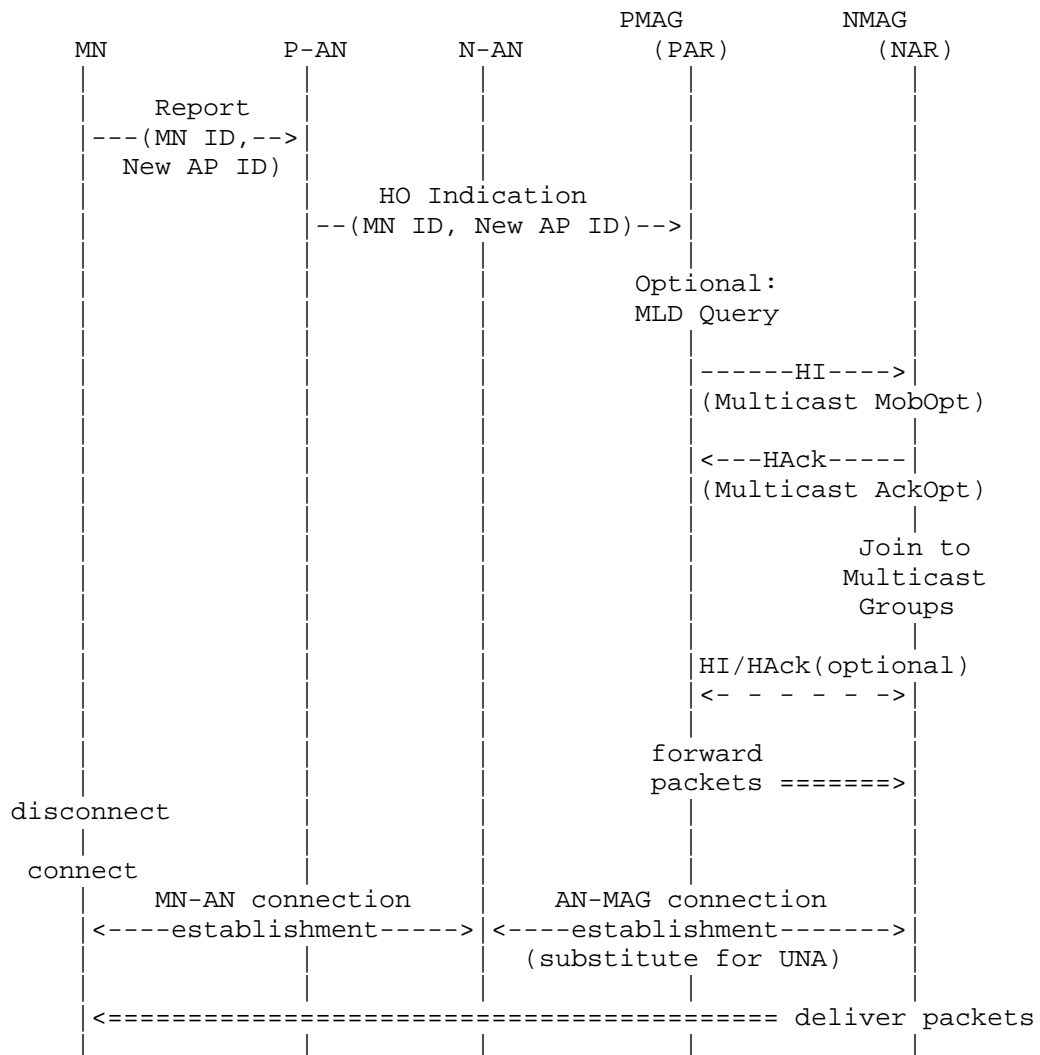 PMAG NMAG
MN P-AN N-AN (PAR) (NAR)
Report
---(MN ID,-->
New AP ID)
HO Indication
--(MN ID, New AP ID)-->
Optional:
MLD Query
------HI---->
(Multicast MobOpt)
<---HAck-----
(Multicast AckOpt)
Join to
Multicast
Groups
HI/HAck(optional)
<- - - - - ->
forward
packets =======>
disconnect
connect
MN-AN connection AN-MAG connection
<----establishment-----> <----establishment------->
(substitute for UNA)
<========================================== deliver packets